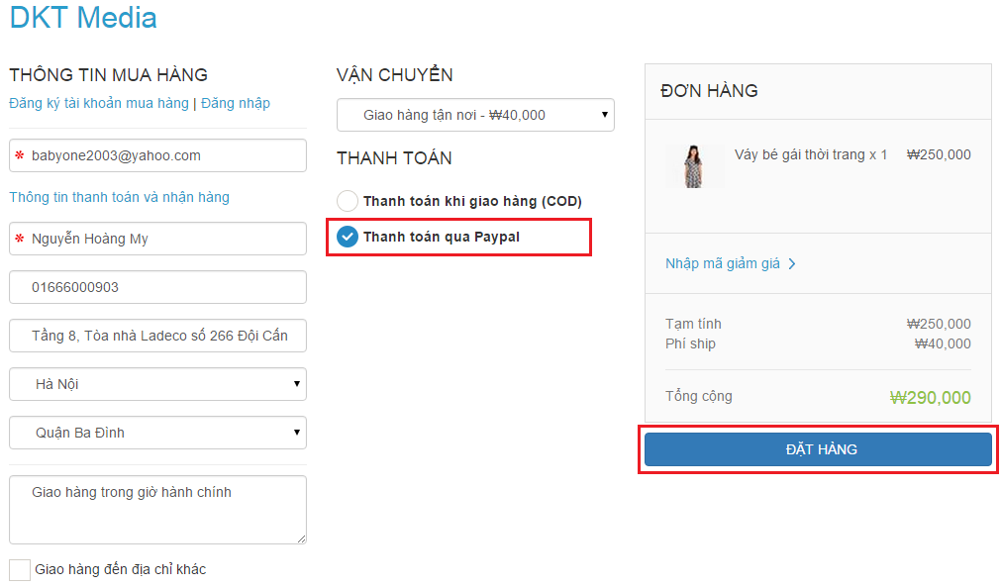 DKT Media
THÔNG TIN MUA HÀNG
Đăng ký tài khoản mua hàng | Đăng nhập
* babyone2003@yahoo.com
Thông tin thanh toán và nhận hàng
* Nguyễn Hoàng My
01666000903
Tầng 8, Tòa nhà Ladeco số 266 Đội Cấn
Hà Nội
Quận Ba Đình
Giao hàng trong giờ hành chính
Giao hàng đến địa chỉ khác
VẬN CHUYỂN
Giao hàng tận nơi - ₩40,000
THANH TOÁN
Thanh toán khi giao hàng (COD)
Thanh toán qua Paypal
ĐƠN HÀNG
Váy bé gái thời trang x 1 ₩250,000
Nhập mã giảm giá
Tạm tính ₩250,000
Phí ship ₩40,000
Tổng cộng ₩290,000
ĐẶT HÀNG